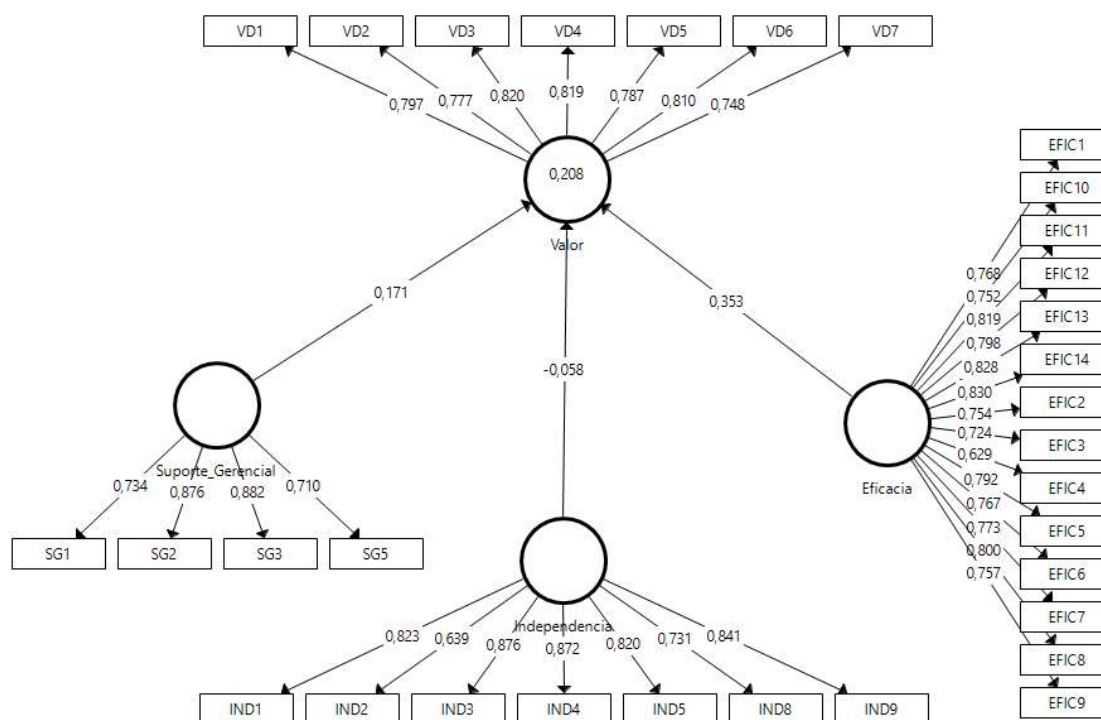 VD1 VD2 VD3 VD4 VD5 VD6 VD7
0,797 0,777 0,820 0,819 0,787 0,810 0,748
0,208
Valor
0,171
-0,058
0,353
Suporte_Gerencial
0,734 0,876 0,882 0,710
SG1 SG2 SG3 SG5
Independencia
0,823 0,639 0,876 0,872 0,820 0,731 0,841
IND1 IND2 IND3 IND4 IND5 IND8 IND9
Eficacia
0,768
0,752
0,819
0,798
0,828
0,830
0,754
0,724
0,629
0,792
0,767
0,773
0,800
0,757
EFIC1
EFIC10
EFIC11
EFIC12
EFIC13
EFIC14
EFIC2
EFIC3
EFIC4
EFIC5
EFIC6
EFIC7
EFIC8
EFIC9